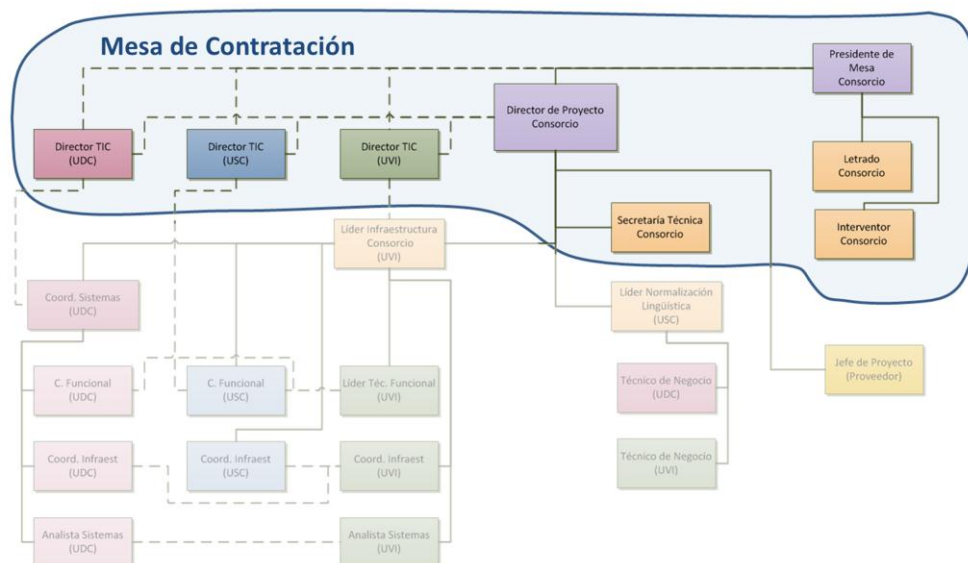 Mesa de Contratación
Presidente de
Mesa
Consorcio
Director de Proyecto
Consorcio
Director TIC
(UDC)
Director TIC
(USC)
Director TIC
(UVI)
Letrado
Consorcio
Secretaría Técnica
Consorcio
Interventor
Consorcio
Líder Infraestructura
Consorcio
(UVI)
Coord. Sistemas
(UDC)
Líder Normalización
Lingüística
(USC)
C. Funcional
(UDC)
C. Funcional
(USC)
Líder Téc. Funcional
(UVI)
Técnico de Negocio
(UDC)
Jefe de Proyecto
(Proveedor)
Coord. Infraest
(UDC)
Coord. Infraest
(USC)
Coord. Infraest
(UVI)
Técnico de Negocio
(UVI)
Analista Sistemas
(UDC)
Analista Sistemas
(UVI)